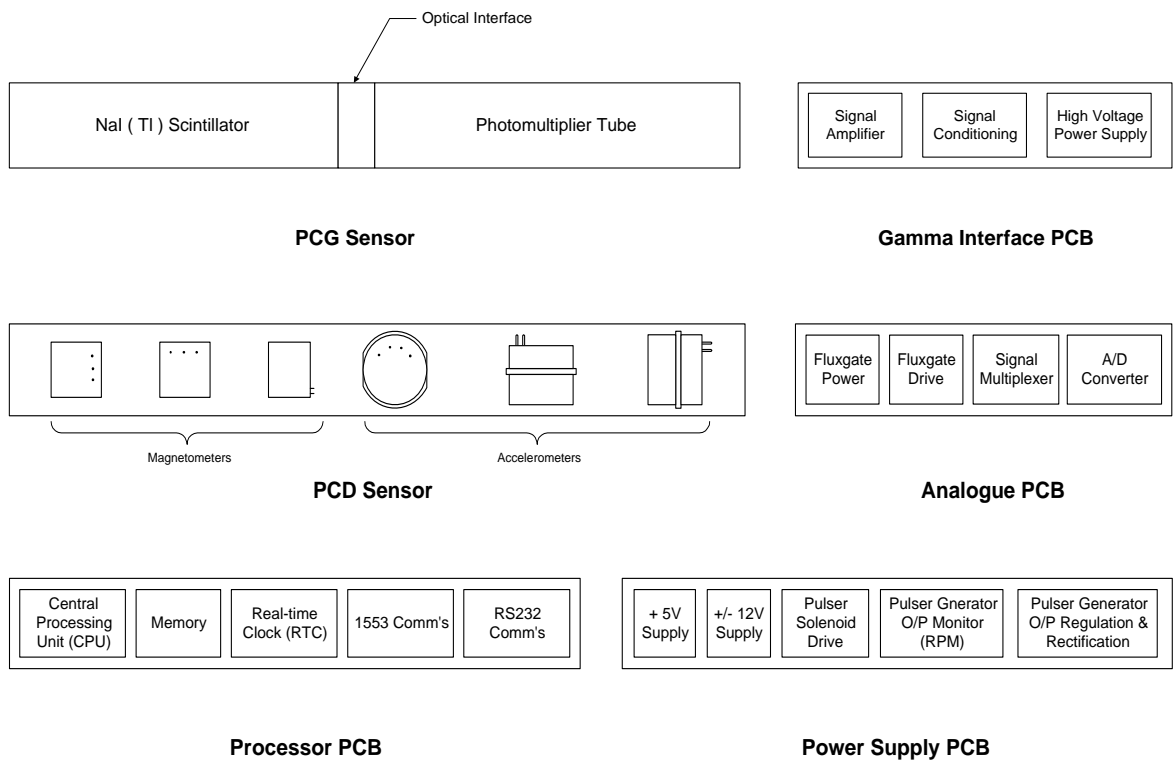 Optical Interface
NaI ( Tl ) Scintillator
Photomultiplier Tube
Signal
Amplifier
Signal
Conditioning
High Voltage
Power Supply
PCG Sensor
Gamma Interface PCB
Magnetometers
Accelerometers
Fluxgate
Power
Fluxgate
Drive
Signal
Multiplexer
A/D
Converter
PCD Sensor
Analogue PCB
Central
Processing
Unit (CPU)
Memory
Real-time
Clock (RTC)
1553 Comm's
RS232
Comm's
+ 5V
Supply
+/- 12V
Supply
Pulser
Solenoid
Drive
Pulser Gnerator
O/P Monitor
(RPM)
Pulser Generator
O/P Regulation &
Rectification
Processor PCB
Power Supply PCB